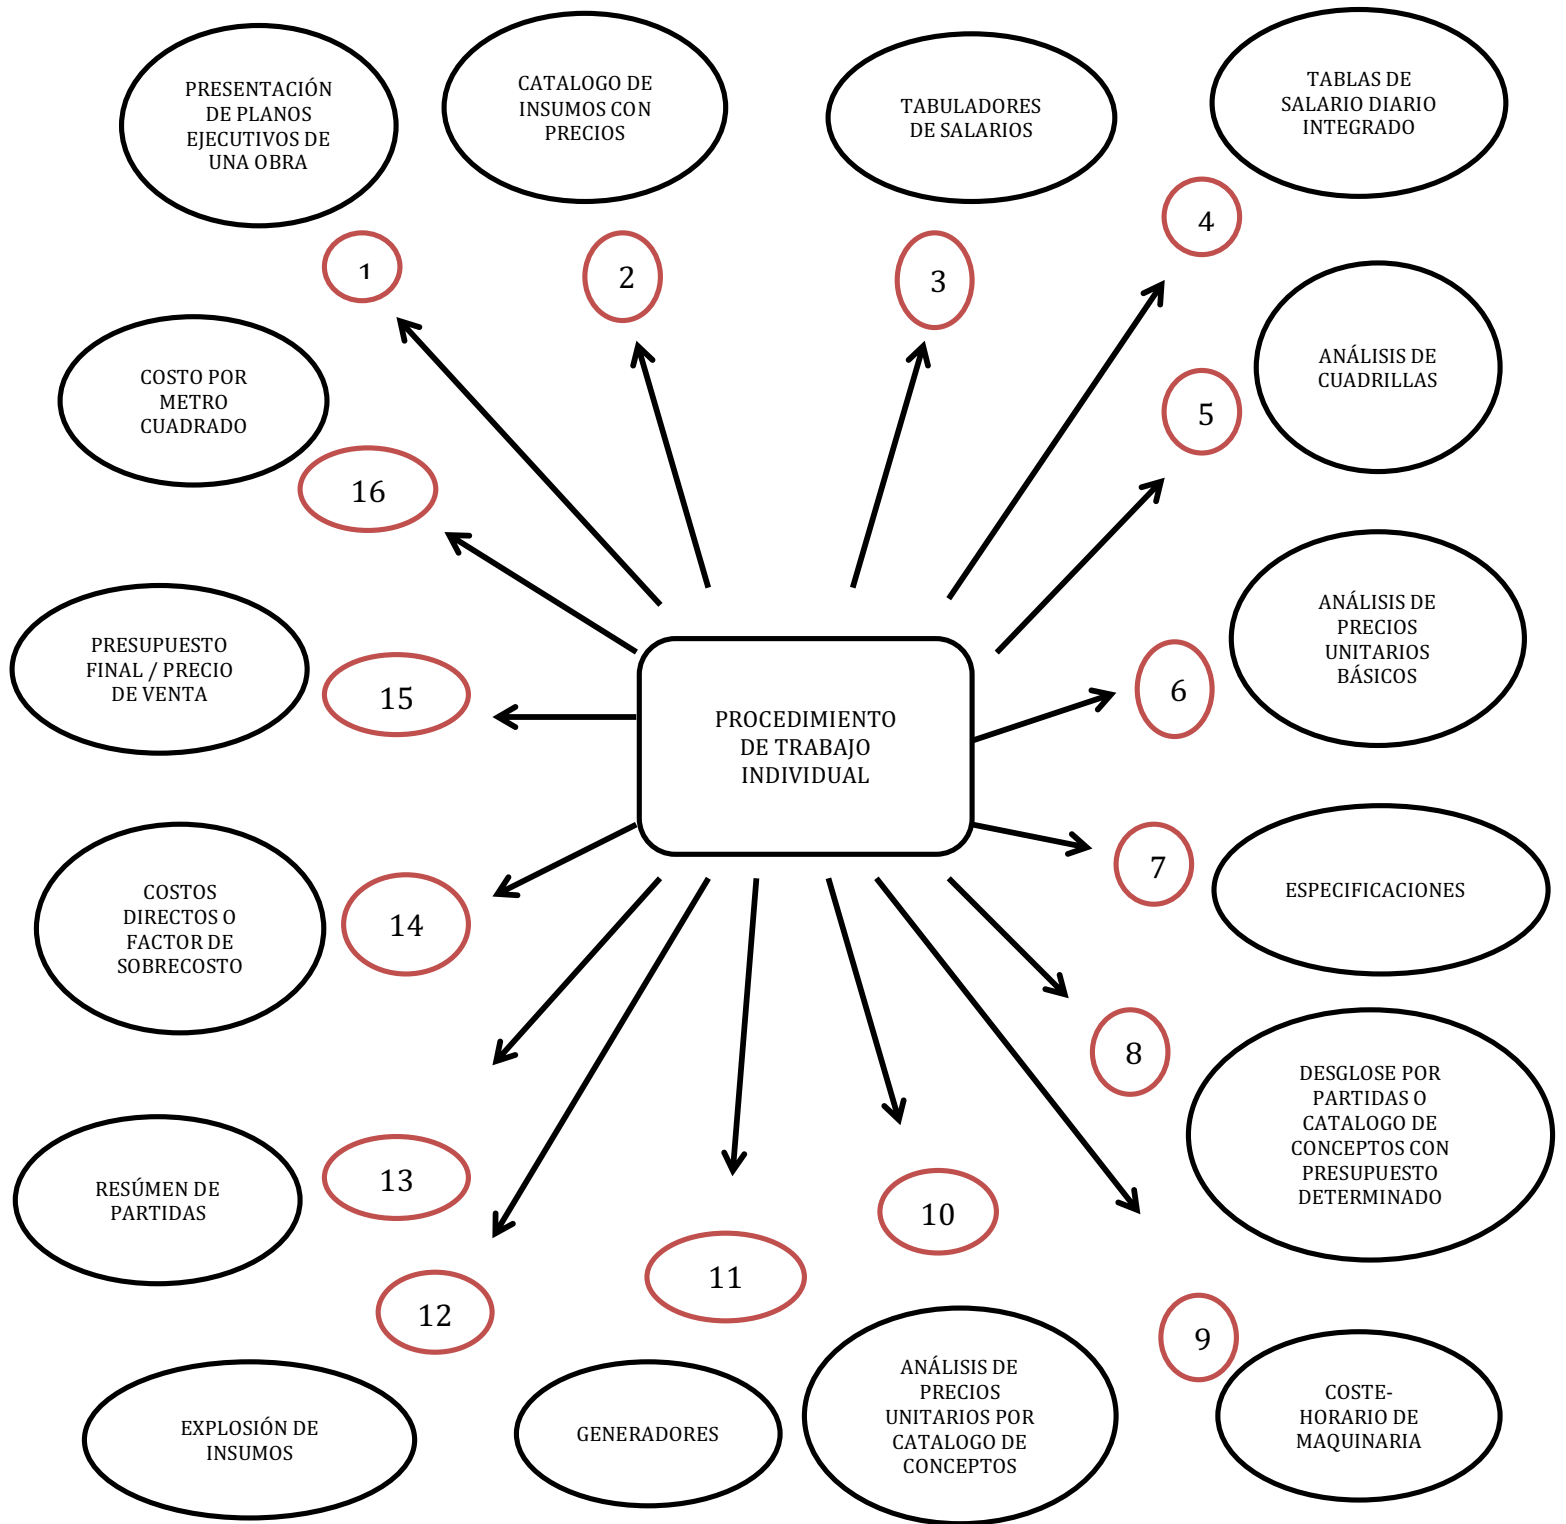 PRESENTACIÓN
DE PLANOS
EJECUTIVOS DE
UNA OBRA
CATALOGO DE
INSUMOS CON
PRECIOS
TABULADORES
DE SALARIOS
TABLAS DE
SALARIO DIARIO
INTEGRADO
1
2
3
4
COSTO POR
METRO
CUADRADO
16
5
ANÁLISIS DE
CUADRILLAS
PRESUPUESTO
FINAL / PRECIO
DE VENTA
15
PROCEDIMIENTO
DE TRABAJO
INDIVIDUAL
6
ANÁLISIS DE
PRECIOS
UNITARIOS
BÁSICOS
COSTOS
DIRECTOS O
FACTOR DE
SOBRECOSTO
14
7
ESPECIFICACIONES
8
DESGLOSE POR
PARTIDAS O
CATALOGO DE
CONCEPTOS CON
PRESUPUESTO
DETERMINADO
RESÚMEN DE
PARTIDAS
13
12
11
10
9
EXPLOSIÓN DE
INSUMOS
GENERADORES
ANÁLISIS DE
PRECIOS
UNITARIOS POR
CATALOGO DE
CONCEPTOS
COSTE-
HORARIO DE
MAQUINARIA